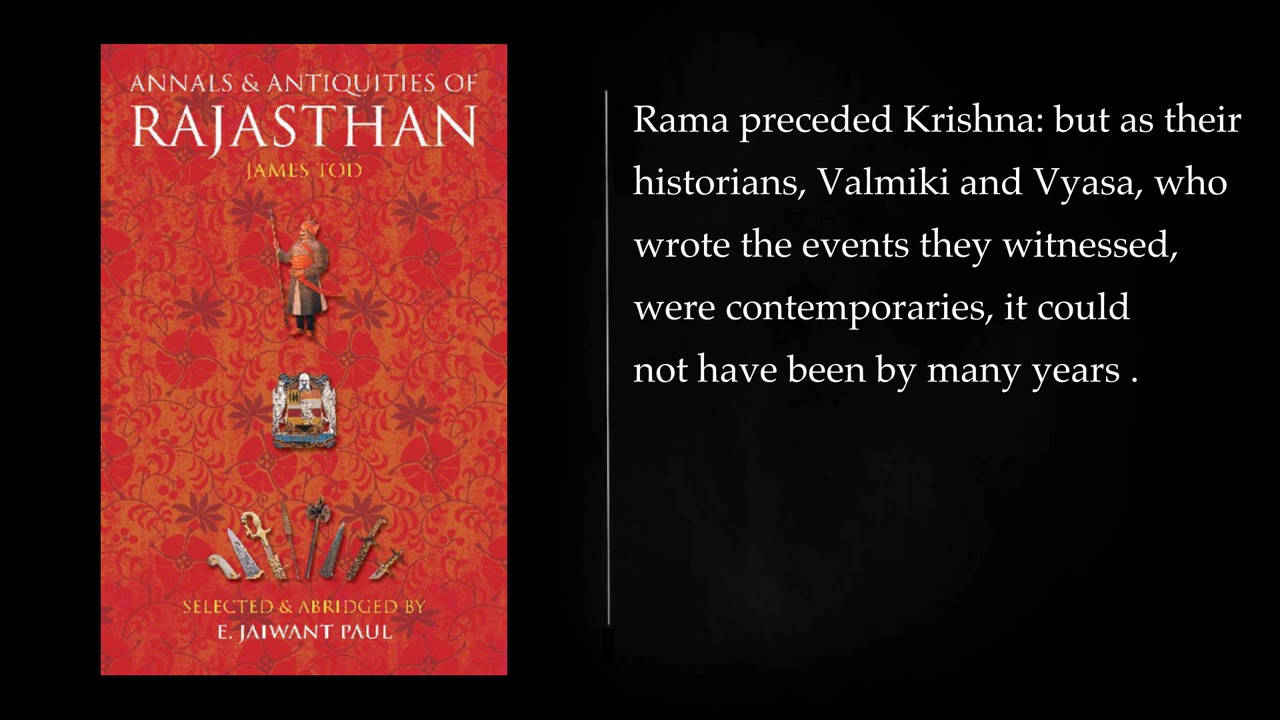 ANNALS & ANTIQUITIES OF
RAJASTHAN
JAMES TOD
SELECTED & ABRIDGED BY
E. JAIWANT PAUL
Rama preceded Krishna: but as their
historians, Valmiki and Vyasa, who
wrote the events they witnessed,
were contemporaries, it could
not have been by many years .